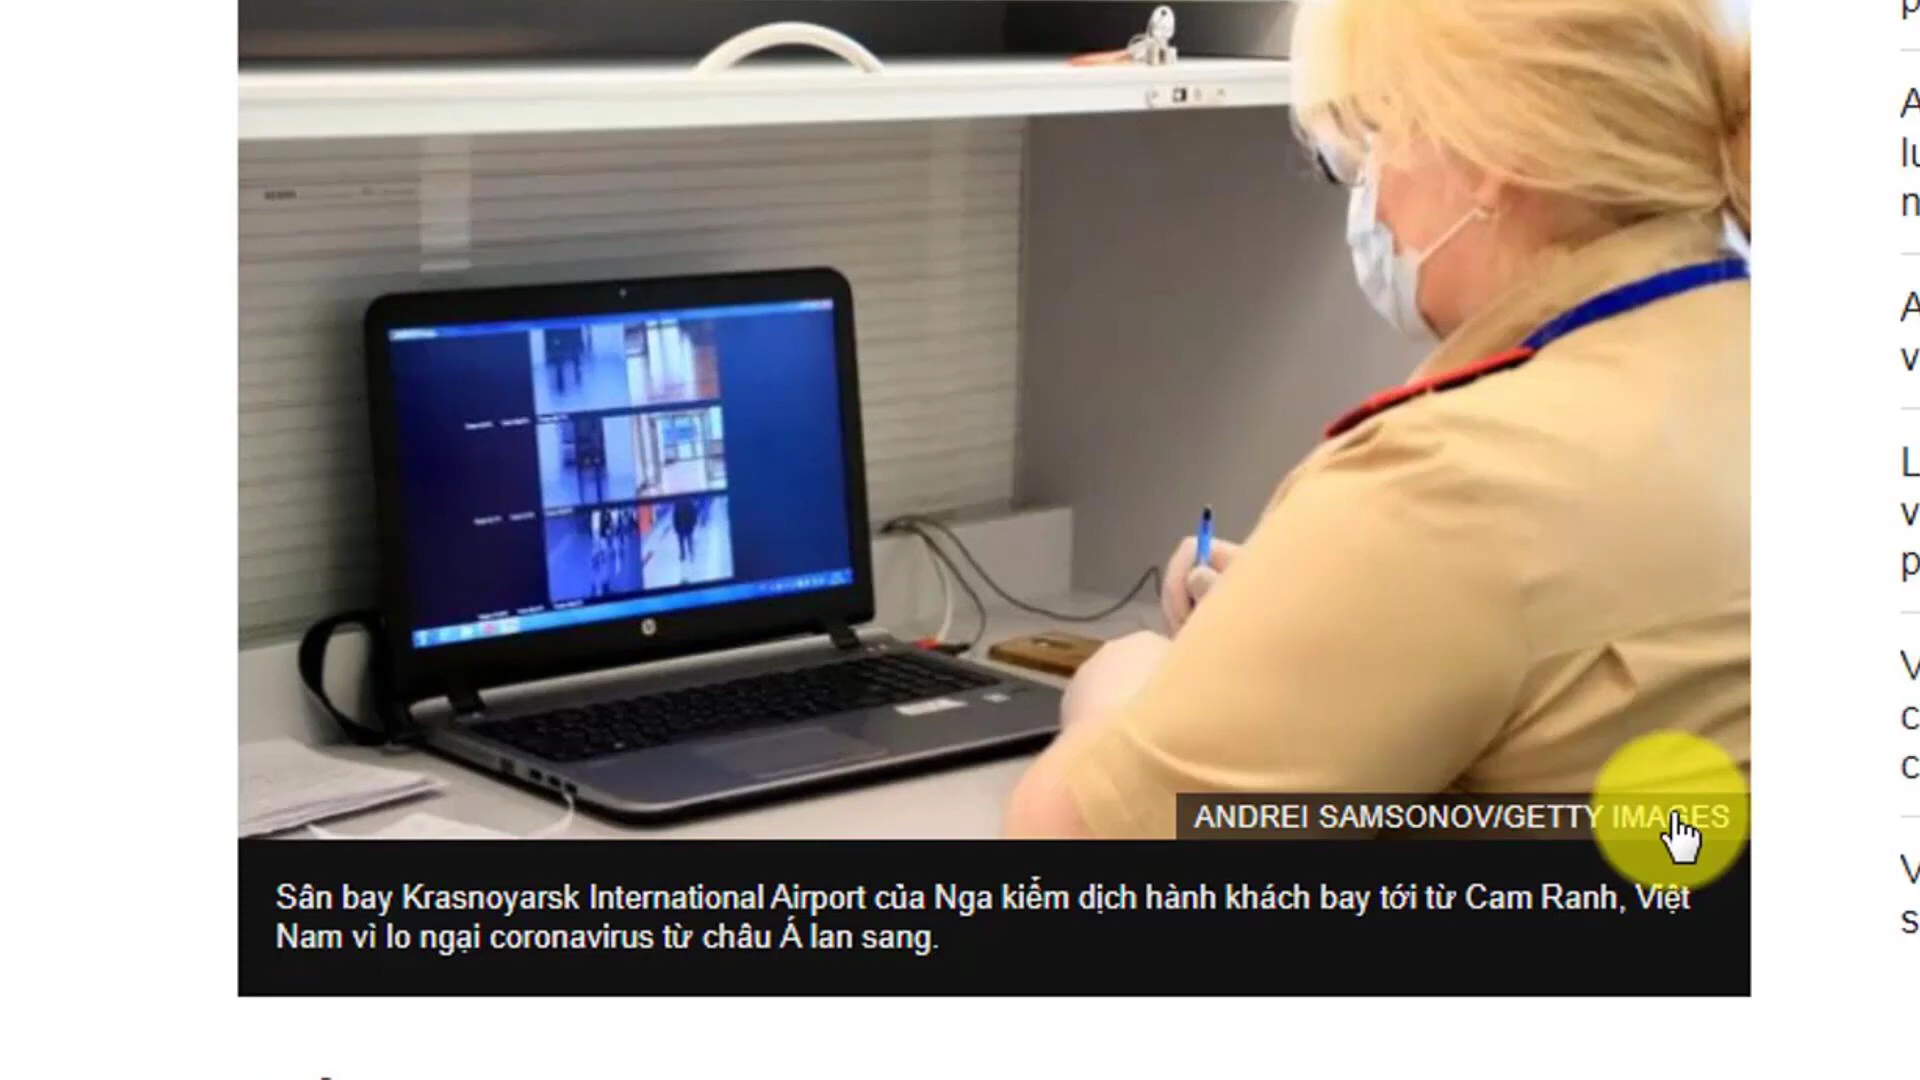 ANDREI SAMSONOV/GETTY IMAGES
Sân bay Krasnoyarsk International Airport của Nga kiểm dịch hành khách bay tới từ Cam Ranh, Việt
Nam vì lo ngại coronavirus từ châu Á lan sang.